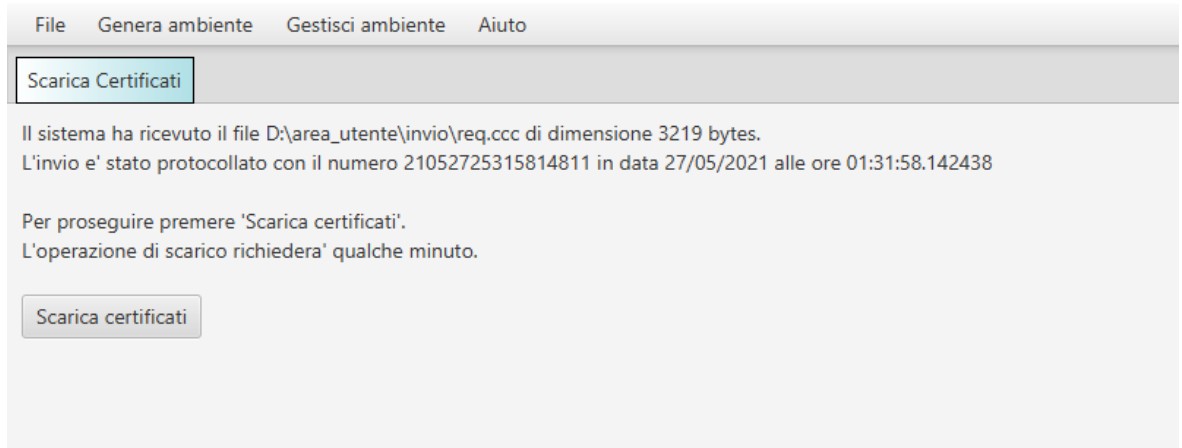 File Genera ambiente Gestisci ambiente Aiuto
Scarica Certificati
Il sistema ha ricevuto il file D:\area_utente\invio\req.ccc di dimensione 3219 bytes.
L'invio e' stato protocollato con il numero 21052725315814811 in data 27/05/2021 alle ore 01:31:58.142438
Per proseguire premere 'Scarica certificati'.
L'operazione di scarico richiedera' qualche minuto.
Scarica certificati